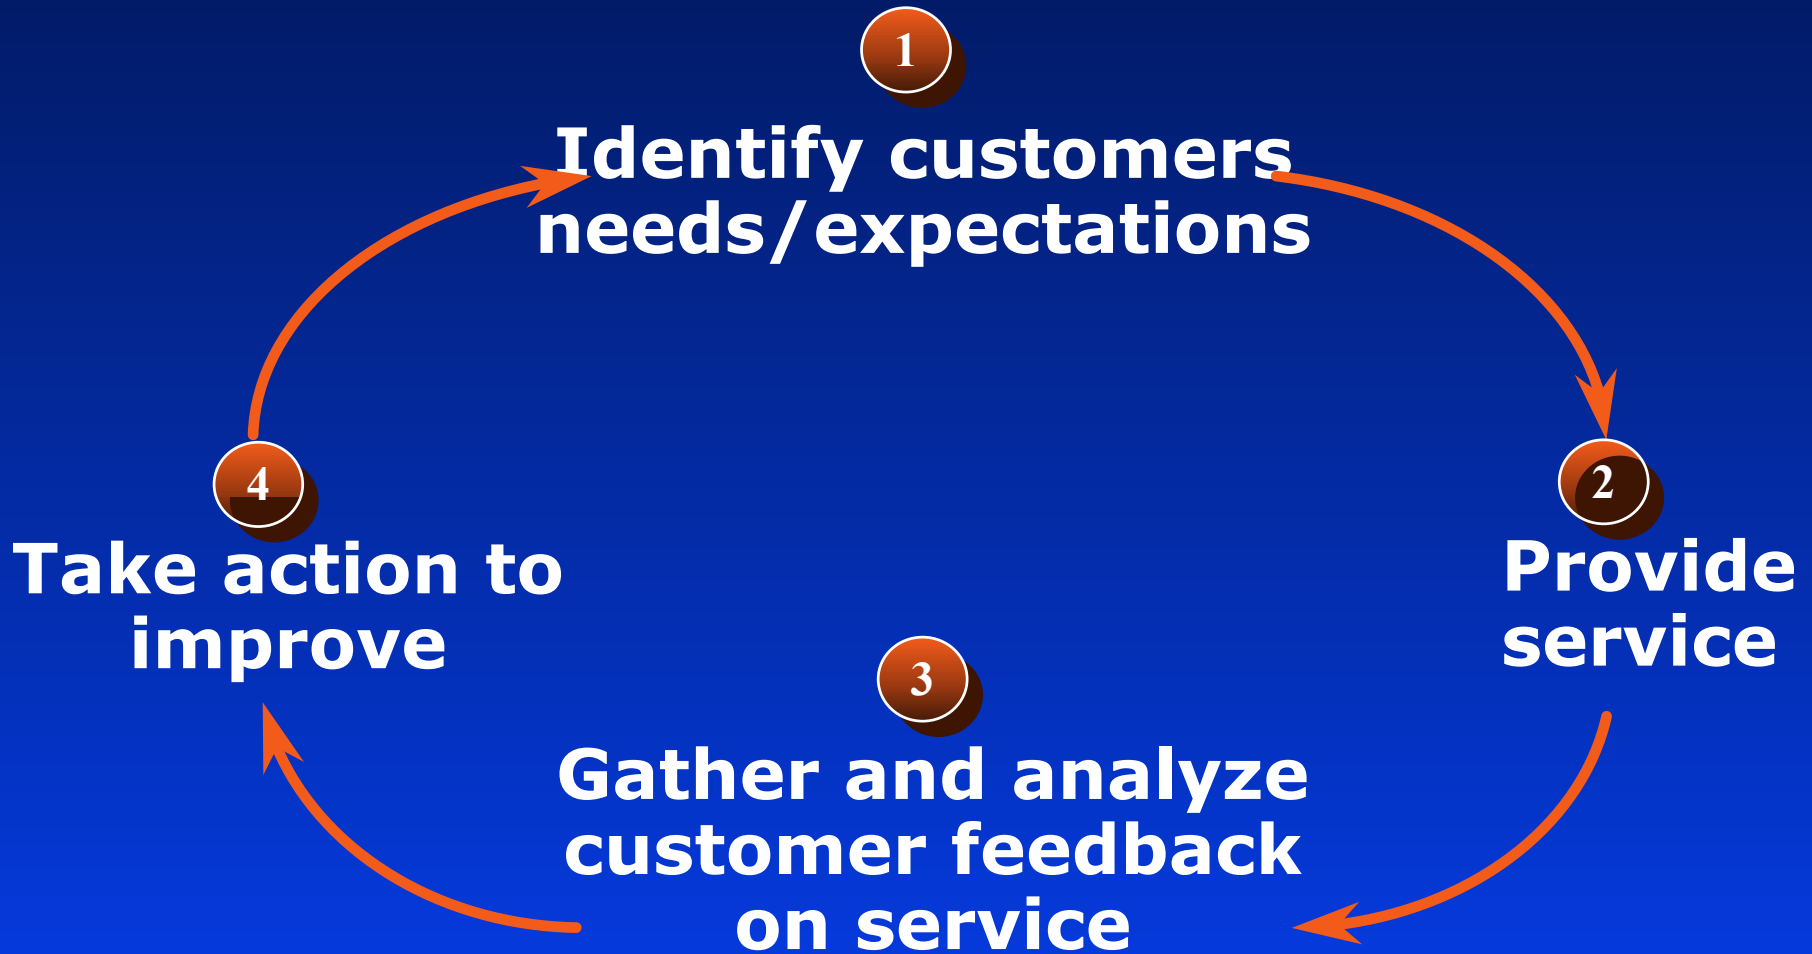 1
Identify customers
needs/expectations
2
Provide
service
3
Gather and analyze
customer feedback
on service
4
Take action to
improve